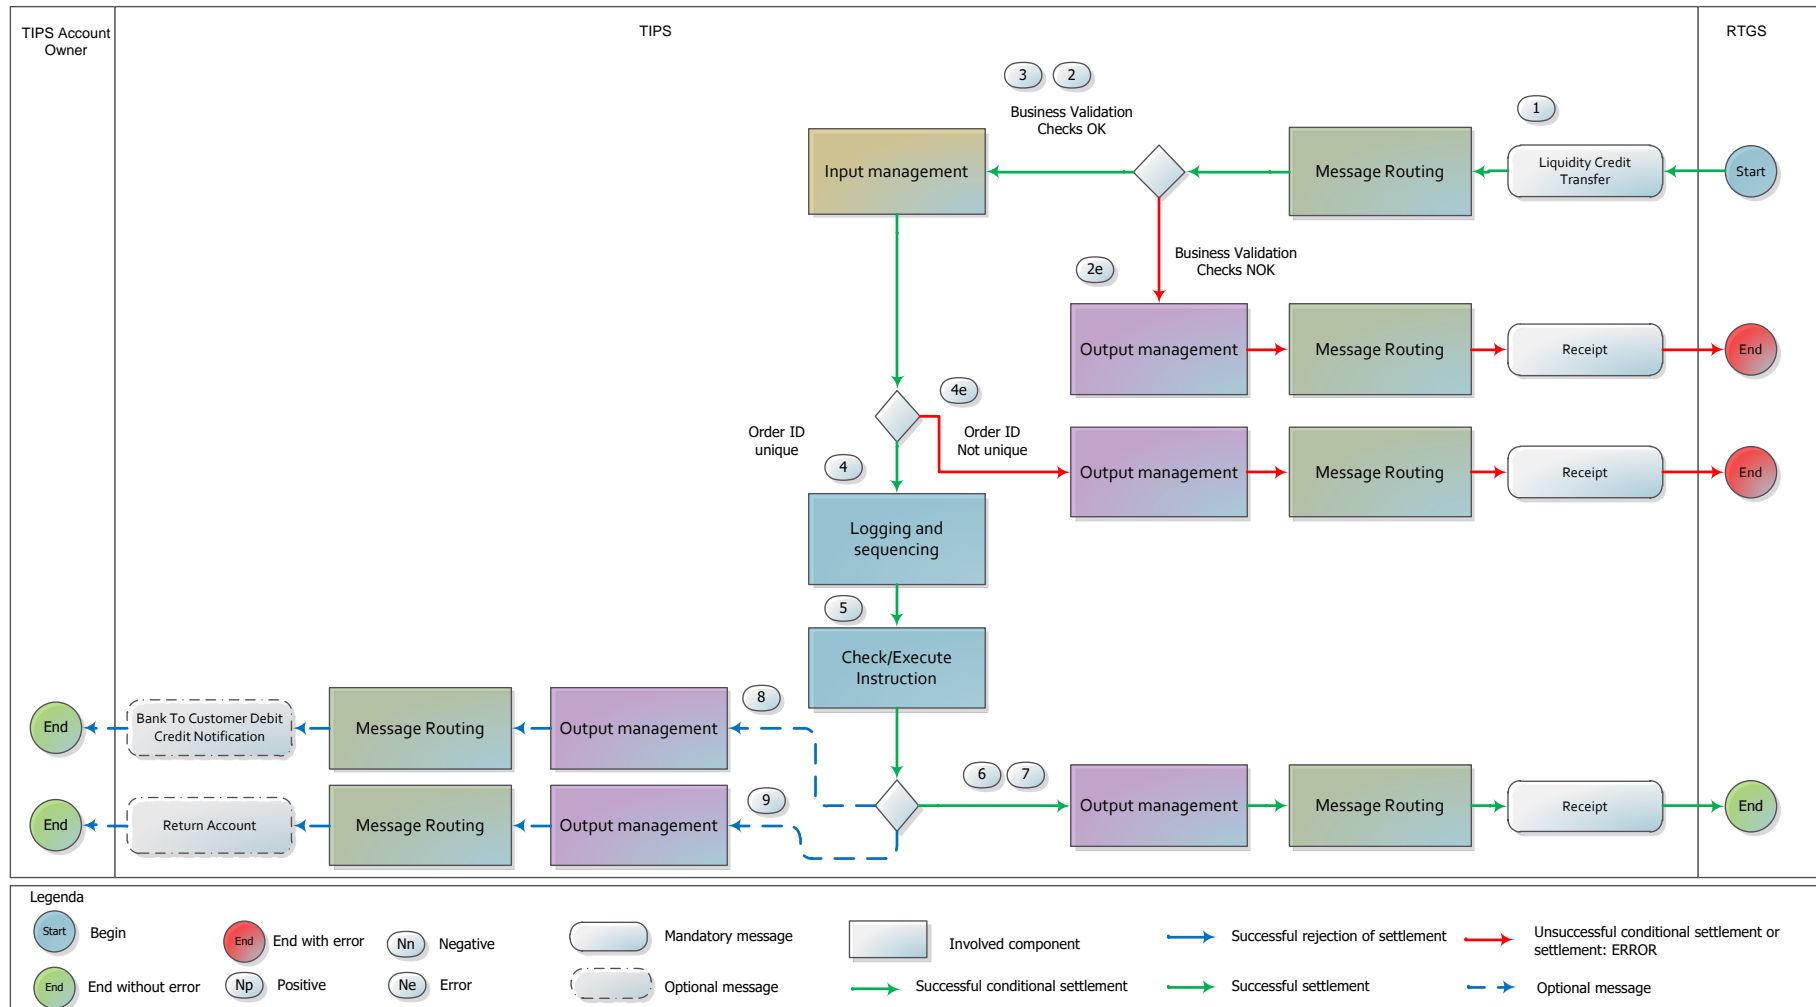 TIPS Account
Owner
TIPS
RTGS
3
2
1
Business Validation
Checks OK
Input management
Message Routing
Liquidity Credit
Transfer
Start
2e
Business Validation
Checks NOK
Output management
Message Routing
Receipt
End
4e
Order ID
unique
Order ID
Not unique
4
Output management
Message Routing
Receipt
End
Logging and
sequencing
5
Check/Execute
Instruction
8
End
Bank To Customer Debit
Credit Notification
Message Routing
Output management
6
7
9
End
Return Account
Message Routing
Output management
Output management
Message Routing
Receipt
End
Legenda
Start
Begin
End
End with error
Nn
Negative
Mandatory message
Involved component
Successful rejection of settlement
Unsuccessful conditional settlement or
settlement: ERROR
End
End without error
Np
Positive
Ne
Error
Optional message
Successful conditional settlement
Successful settlement
Optional message